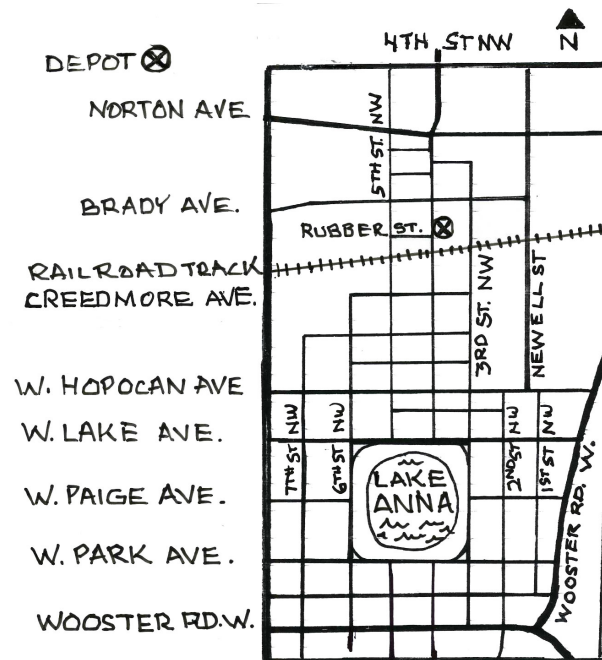 4TH ST NW
N
DEPOT
NORTON AVE
5TH ST. NW
BRADY AVE.
RUBBER ST.
RAILROAD TRACK
CREEDMORE AVE.
3RD ST. NW
NEWELL ST
W. HOPOCAN AVE
W. LAKE AVE.
7TH ST NW
6TH ST NW
2ND ST NW
1ST ST NW
LAKE
ANNA
W. PAIGE AVE.
W. PARK AVE.
WOOSTER RD. W.
WOOSTER RD.W.